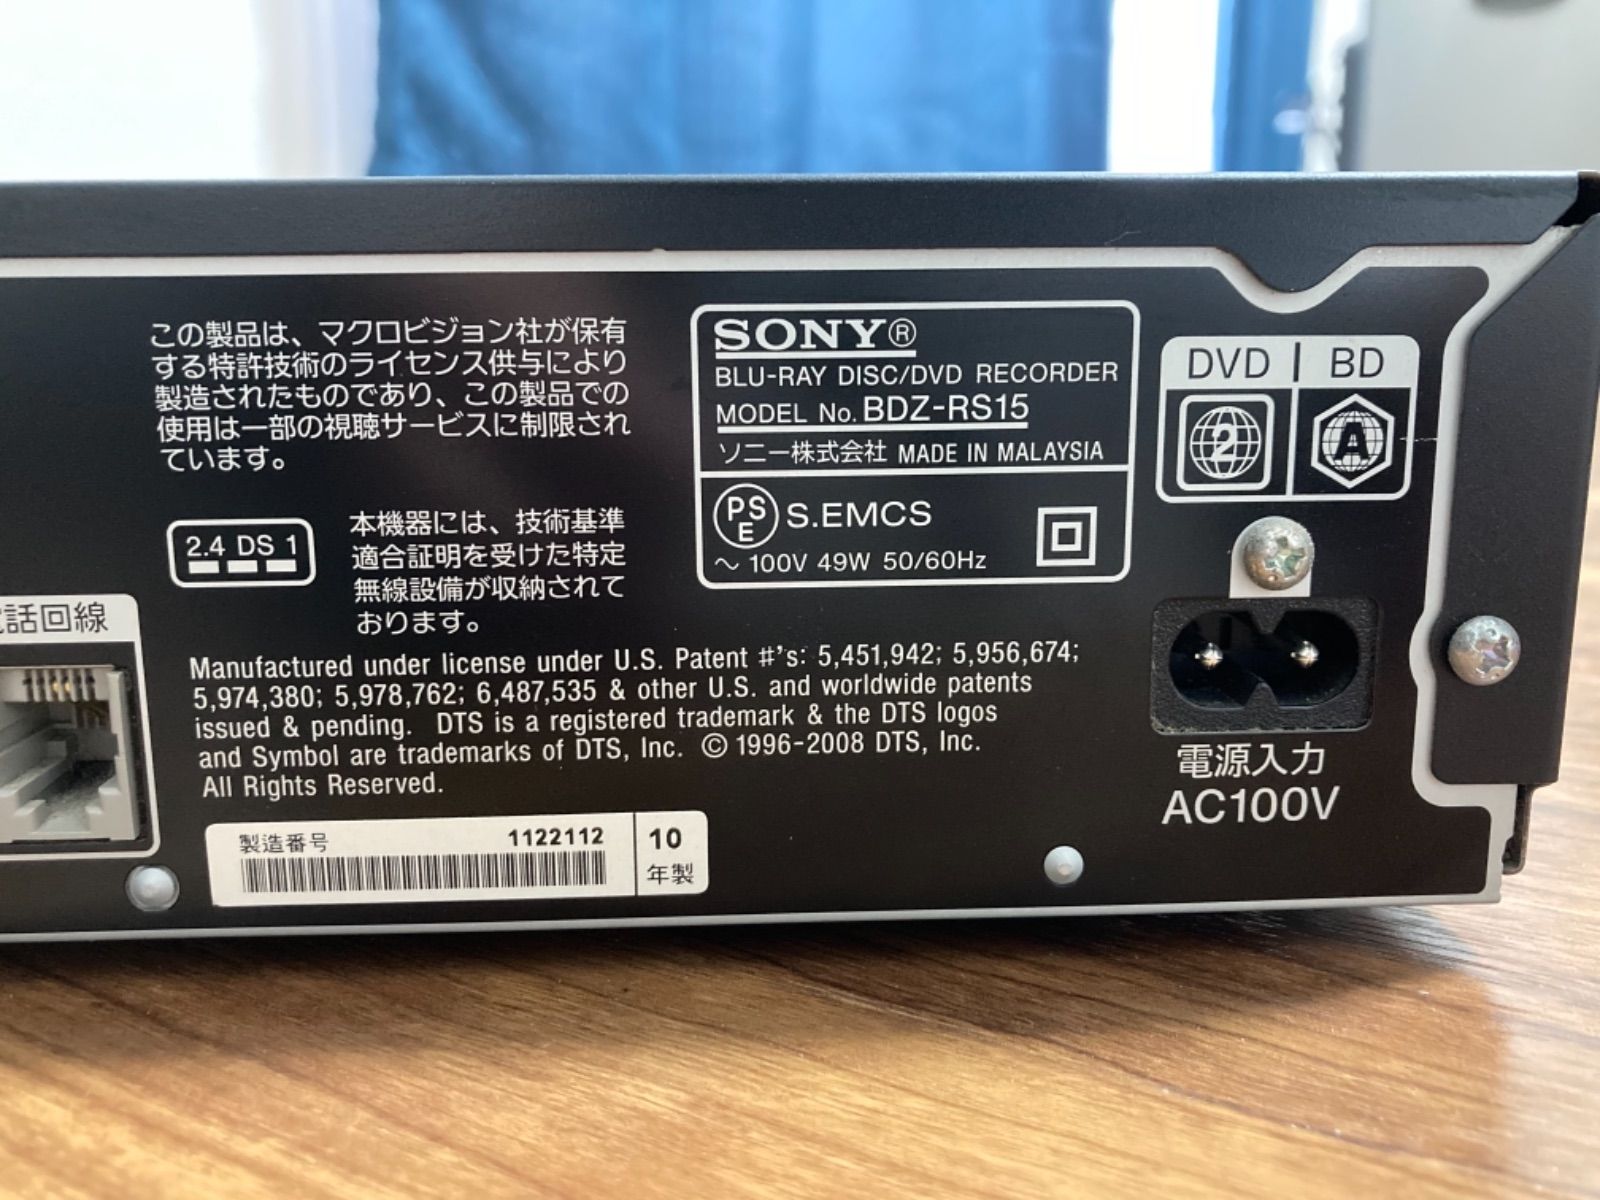 この製品は、マクロビジョン社が保有
する特許技術のライセンス供与により
製造されたものであり、この製品での
使用は一部の視聴サービスに制限され
ています。
2.4 DS 1
本機器には、技術基準
適合証明を受けた特定
無線設備が収納されて
おります。
SONY®
BLU-RAY DISC/DVD RECORDER
MODEL No. BDZ-RS15
ソニー株式会社 MADE IN MALAYSIA
PSE S.EMCS
～ 100V 49W 50/60Hz
DVD BD
2 A
話回線
Manufactured under license under U.S. Patent #'s: 5,451,942; 5,956,674;
5,974,380; 5,978,762; 6,487,535 & other U.S. and worldwide patents
issued & pending. DTS is a registered trademark & the DTS logos
and Symbol are trademarks of DTS, Inc. © 1996-2008 DTS, Inc.
All Rights Reserved.
電源入力
AC100V
製造番号 1122112
10
年製